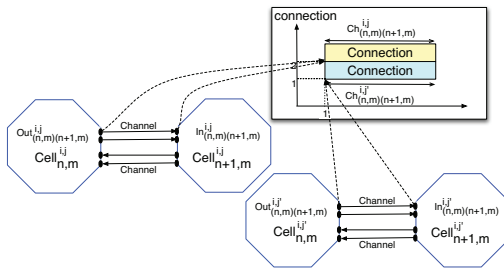 connection
Ch^{i,j}_{(n,m)(n+1,m)}
2
Connection
Connection
1
Ch^{i,j'}_{(n,m)(n+1,m)}
1
Out^{i,j}_{(n,m)(n+1,m)}
Channel
In^{i,j}_{(n,m)(n+1,m)}
Cell^{i,j}_{n,m}
Cell^{i,j}_{n+1,m}
Channel
Out^{i,j'}_{(n,m)(n+1,m)}
Channel
In^{i,j'}_{(n,m)(n+1,m)}
Cell^{i,j'}_{n,m}
Cell^{i,j'}_{n+1,m}
Channel